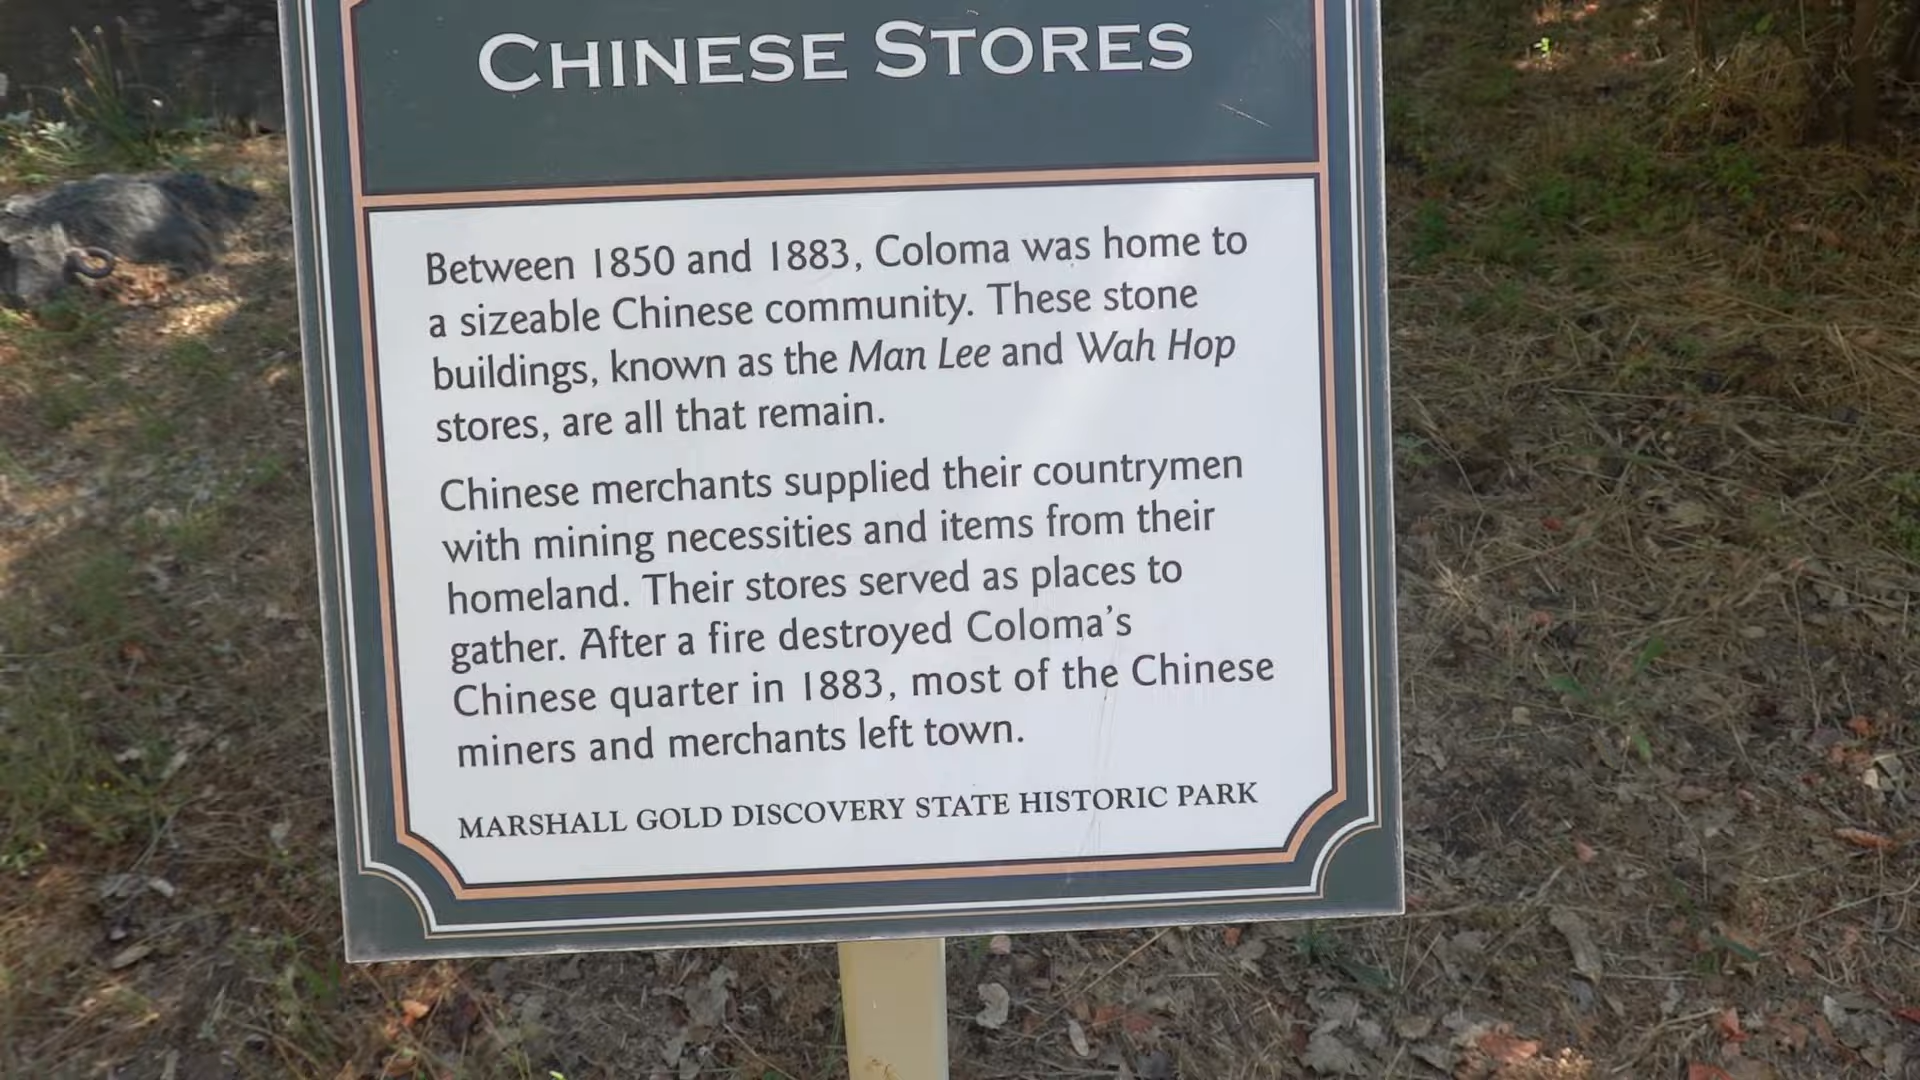 CHINESE STORES
Between 1850 and 1883, Coloma was home to
a sizeable Chinese community. These stone
buildings, known as the Man Lee and Wah Hop
stores, are all that remain.
Chinese merchants supplied their countrymen
with mining necessities and items from their
homeland. Their stores served as places to
gather. After a fire destroyed Coloma's
Chinese quarter in 1883, most of the Chinese
miners and merchants left town.
MARSHALL GOLD DISCOVERY STATE HISTORIC PARK